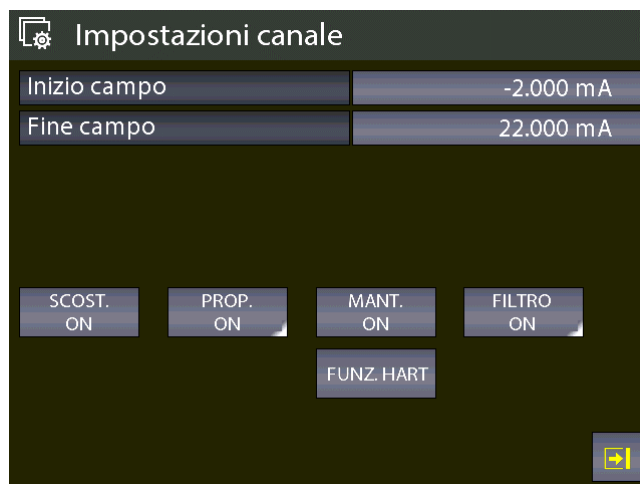 Impostazioni canale
Inizio campo -2.000 mA
Fine campo 22.000 mA
SCOST. PROP. MANT. FILTRO
ON ON ON ON
FUNZ. HART